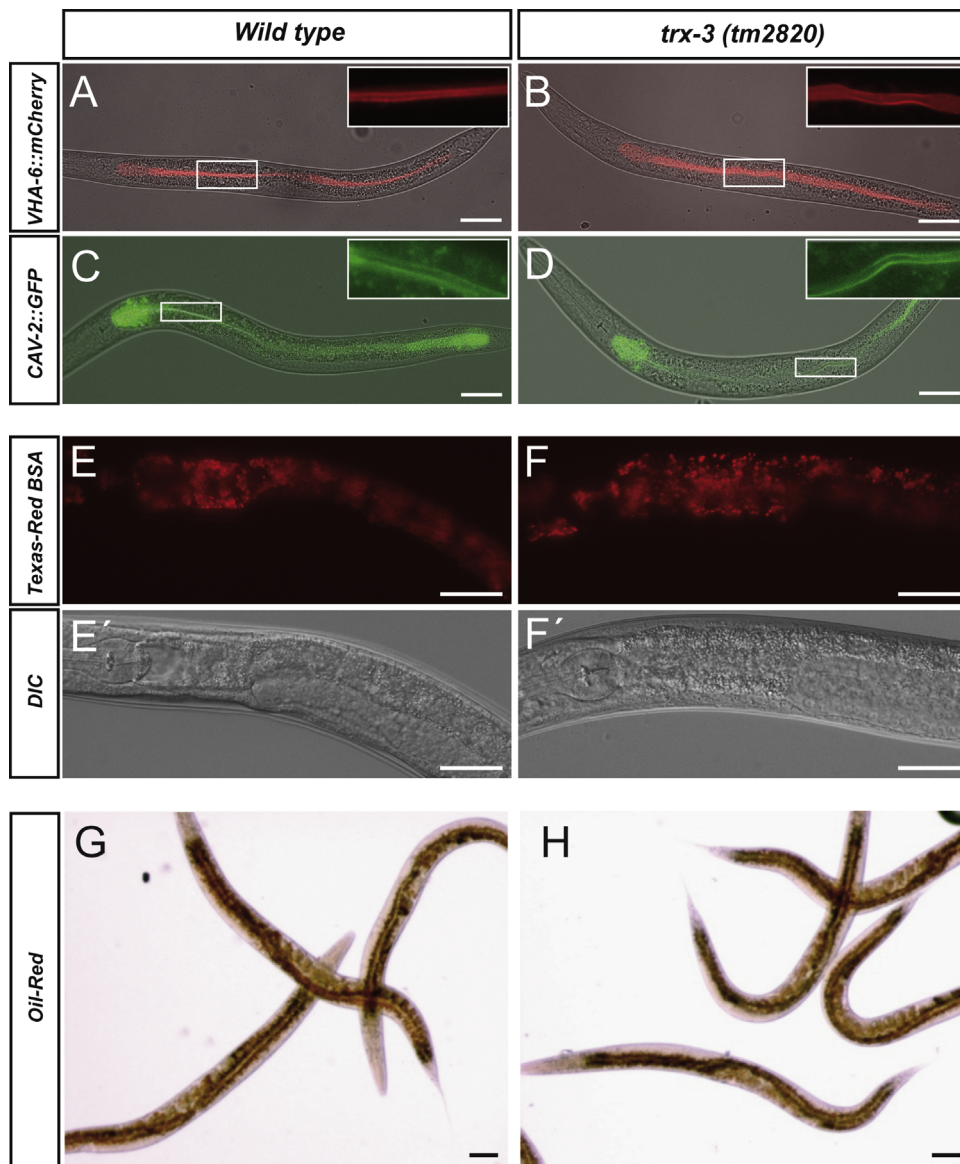 Wild type
trx-3 (tm2820)
VHA-6::mCherry
A
B
CAV-2::GFP
C
D
Texas-Red BSA
E
F
DIC
E´
F´
Oil-Red
G
H